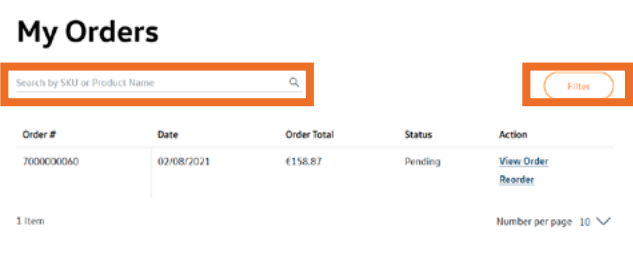 My Orders
Search by SKU or Product Name
Filter
Order # Date Order Total Status Action
7000000060 02/08/2021 €158.87 Pending View Order
Reorder
1 Item Number per page 10